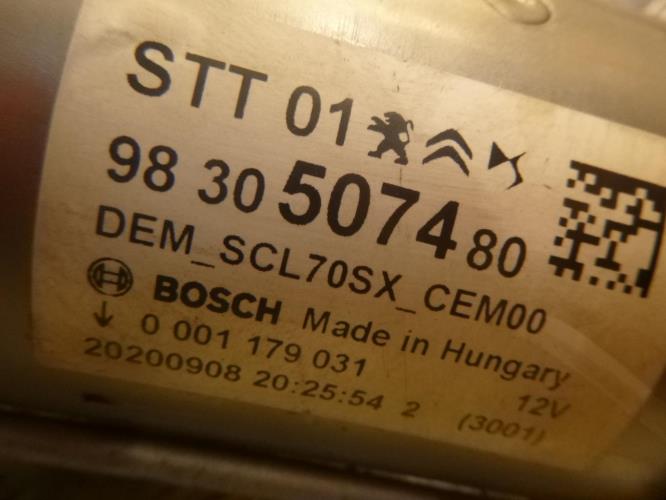 STT 01
98 30 5074 80
DEM_SCL70SX_CEM00
BOSCH Made in Hungary
0 001 179 031 12V
20200908 20:25:54 2 (3001)